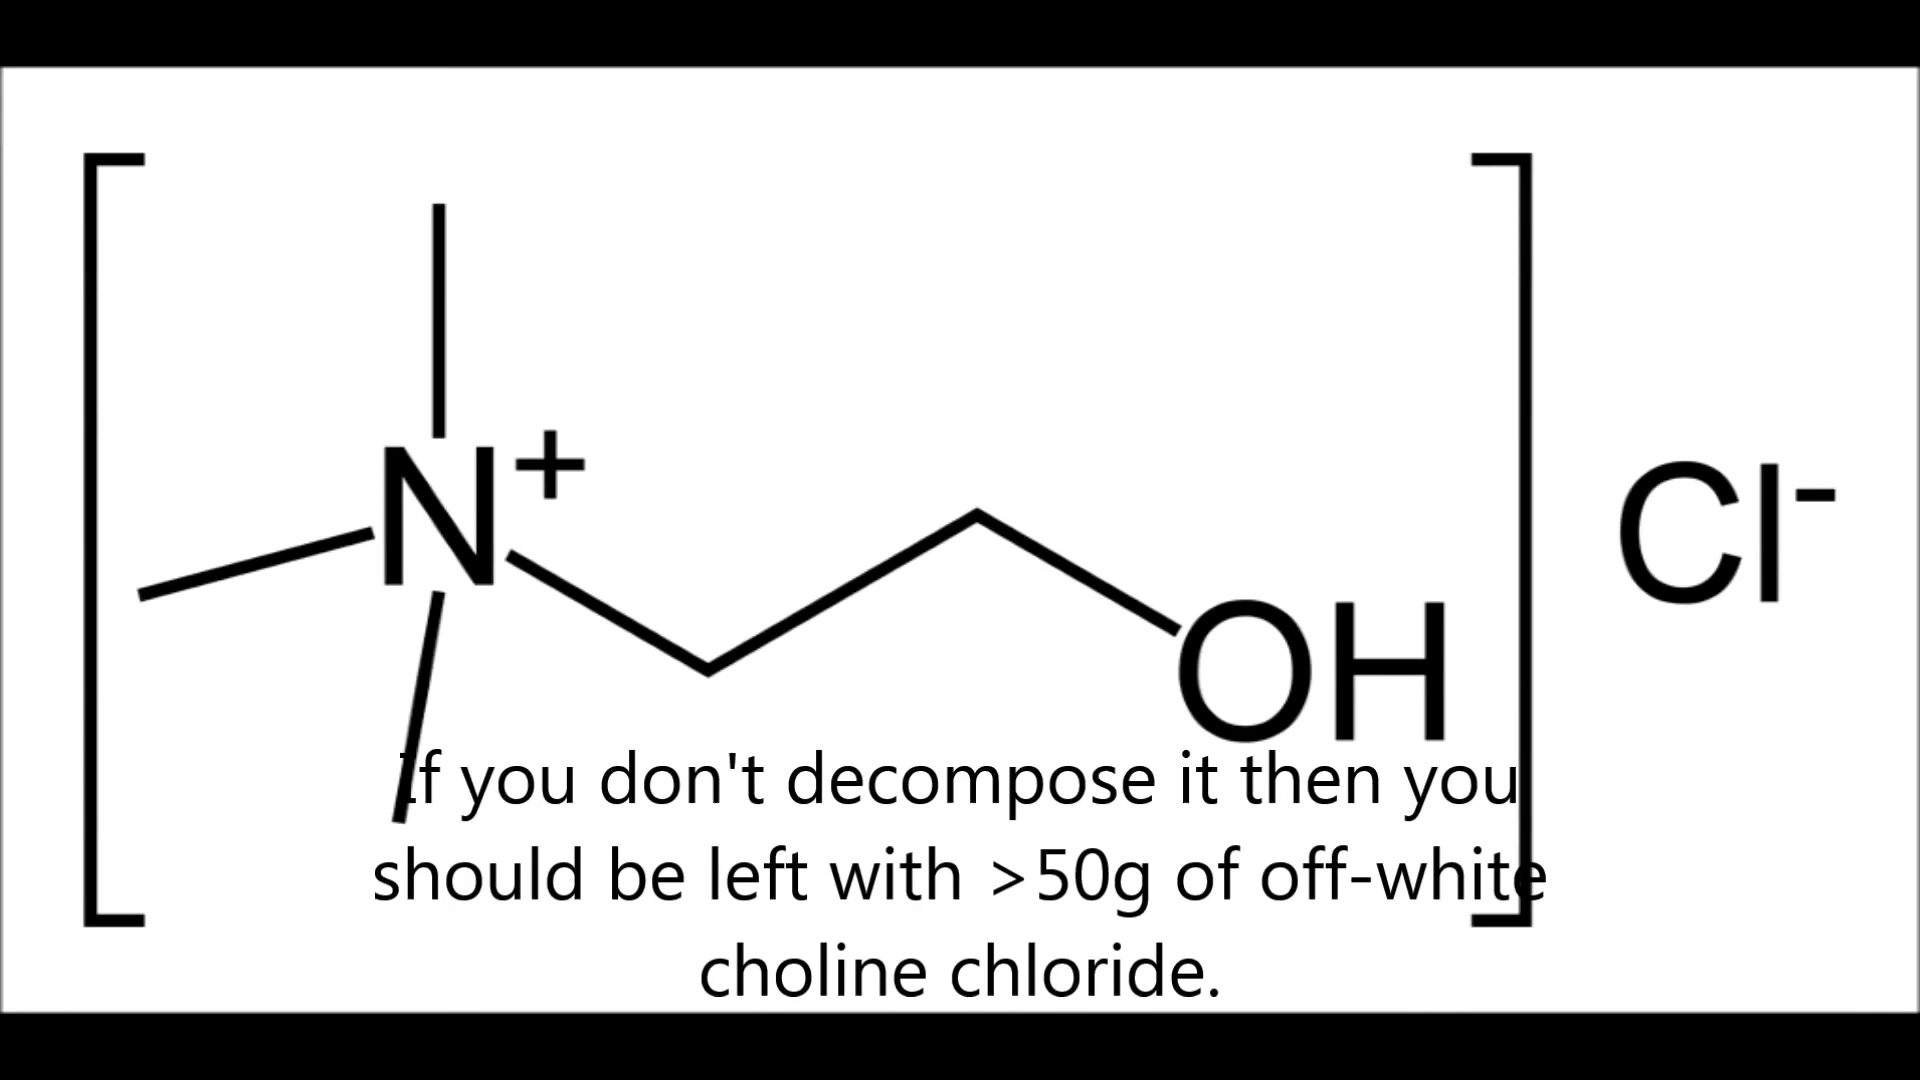 N+
OH
Cl-
If you don't decompose it then you
should be left with >50g of off-white
choline chloride.